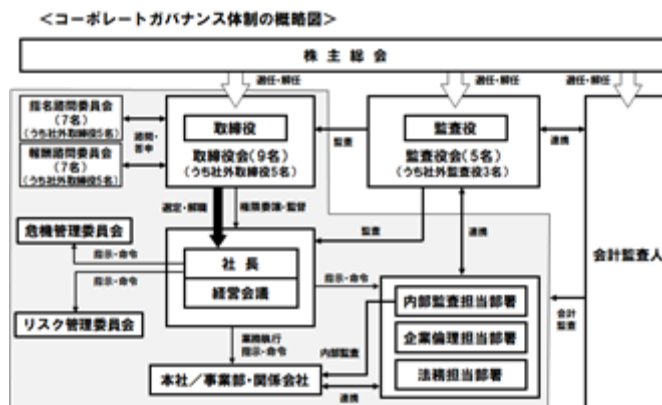 ＜コーポレートガバナンス体制の概略図＞
株主総会
選任・解任
選任・解任
選任・解任
指名諮問委員会
（7名）
（うち社外取締役5名）
諮問・
答申
報酬諮問委員会
（7名）
（うち社外取締役5名）
取締役
取締役会（9名）
（うち社外取締役5名）
監査
監査役
監査役会（5名）
（うち社外監査役3名）
連携
会計監査人
選定・解職
権限委譲・監督
監査
連携
危機管理委員会
指示・命令
指示・命令
リスク管理委員会
社長
経営会議
指示・命令
内部監査担当部署
企業倫理担当部署
法務担当部署
会計
監査
業務執行
指示・命令
内部監査
本社／事業部・関係会社
連携